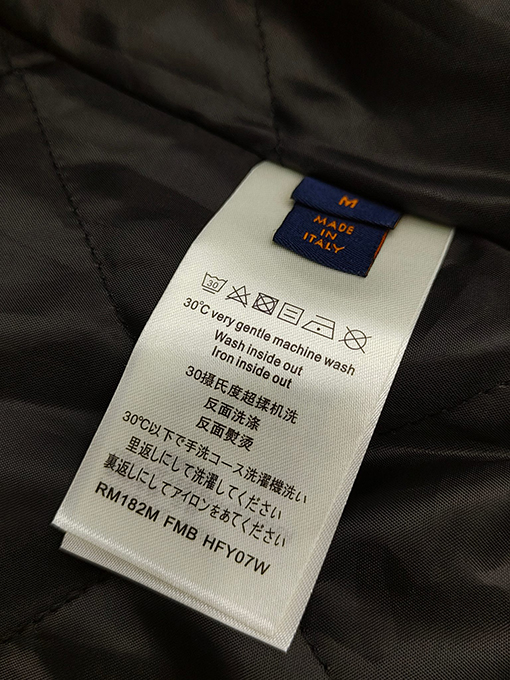 M
MADE
IN
ITALY
30
30°C very gentle machine wash
Wash inside out
Iron inside out
30摄氏度超揉机洗
反面洗涤
反面熨烫
30℃以下で手洗コース洗濯機洗い
里返しにして洗濯してください
裏返しにしてアイロンをあてください
RM182M FMB HFY07W